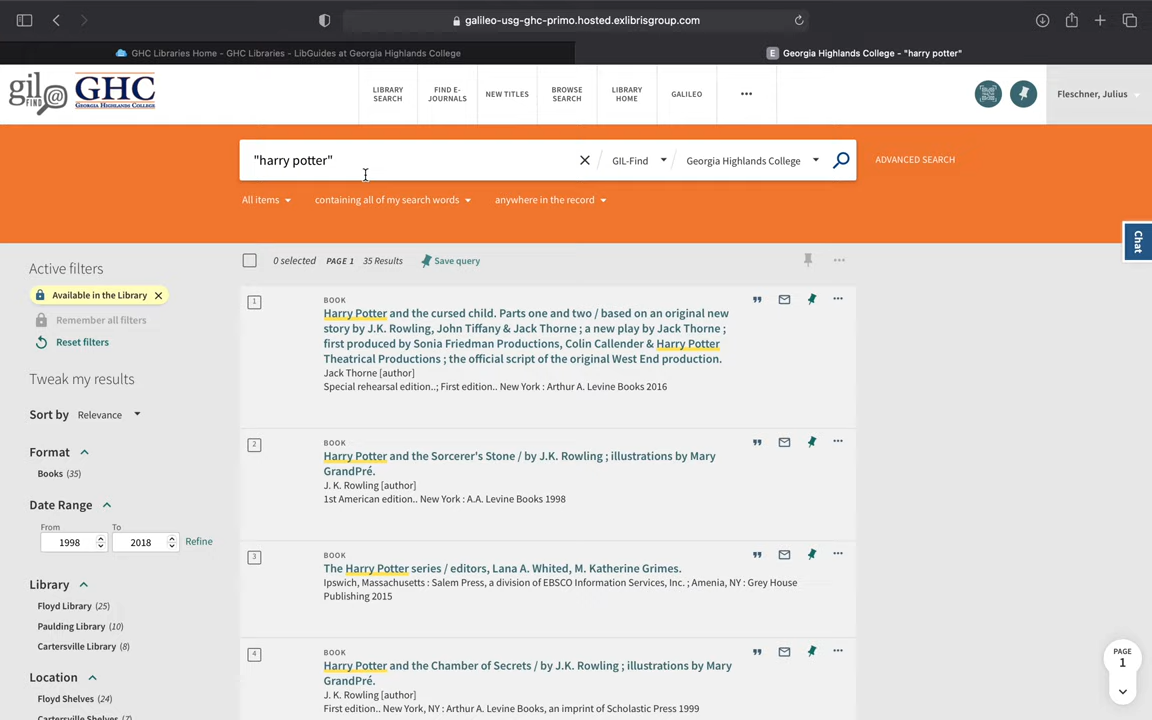 galileo-usg-ghc-primo.hosted.exlibrisgroup.com
GHC Libraries Home - GHC Libraries - LibGuides at Georgia Highlands College
E Georgia Highlands College - "harry potter"
gil@
FIND
GHC
GEORGIA HIGHLANDS COLLEGE
LIBRARY SEARCH
FIND E-JOURNALS
NEW TITLES
BROWSE SEARCH
LIBRARY HOME
GALILEO
Fleschner, Julius
"harry potter"
GIL-Find
Georgia Highlands College
ADVANCED SEARCH
All items
containing all of my search words
anywhere in the record
Chat
Active filters
Available in the Library
Remember all filters
Reset filters
Tweak my results
Sort by Relevance
Format
Books (35)
Date Range
From To
1998 2018 Refine
Library
Floyd Library (25)
Paulding Library (10)
Cartersville Library (8)
Location
Floyd Shelves (24)
Cartersville Shelves (7)
0 selected PAGE 1 35 Results Save query
1
BOOK
Harry Potter and the cursed child. Parts one and two / based on an original new
story by J.K. Rowling, John Tiffany & Jack Thorne ; a new play by Jack Thorne ;
first produced by Sonia Friedman Productions, Colin Callender & Harry Potter
Theatrical Productions ; the official script of the original West End production.
Jack Thorne [author]
Special rehearsal edition..; First edition.. New York : Arthur A. Levine Books 2016
2
BOOK
Harry Potter and the Sorcerer's Stone / by J.K. Rowling ; illustrations by Mary
GrandPré.
J. K. Rowling [author]
1st American edition.. New York : A.A. Levine Books 1998
3
BOOK
The Harry Potter series / editors, Lana A. Whited, M. Katherine Grimes.
Ipswich, Massachusetts : Salem Press, a division of EBSCO Information Services, Inc. ; Amenia, NY : Grey House
Publishing 2015
4
BOOK
Harry Potter and the Chamber of Secrets / by J.K. Rowling ; illustrations by Mary
GrandPré.
J. K. Rowling [author]
First edition.. New York, NY : Arthur A. Levine Books, an imprint of Scholastic Press 1999
PAGE
1